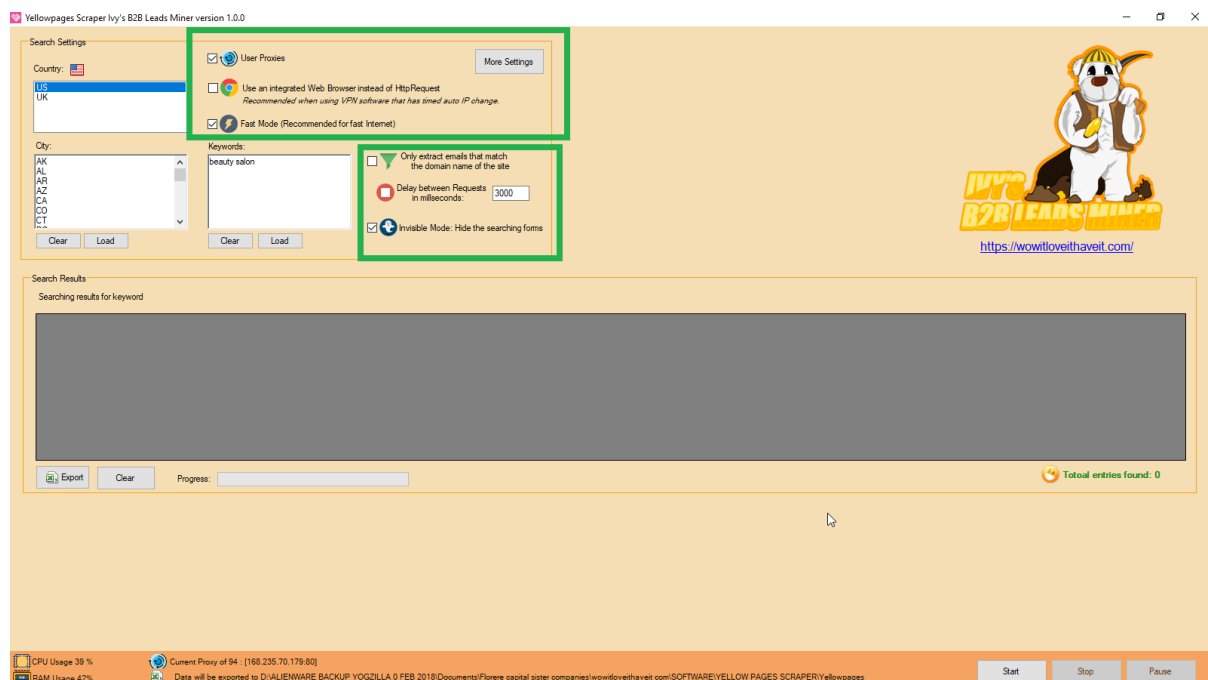 Yellowpages Scraper Ivy's B2B Leads Miner version 1.0.0
Search Settings
Country:
US
UK
User Proxies
More Settings
Use an integrated Web Browser instead of HttpRequest
Recommended when using VPN software that has timed auto IP change.
Fast Mode (Recommended for fast Internet)
City:
AK
AL
AR
AZ
CA
CO
CT
Clear
Load
Keywords:
beauty salon
Clear
Load
Only extract emails that match
the domain name of the site
Delay between Requests
in millseconds:
3000
Invisible Mode: Hide the searching forms
IVY'S
B2B LEADS MINER
https://wowitloveithaveit.com/
Search Results
Searching results for keyword
Export
Clear
Progress:
Totoal entries found: 0
CPU Usage 39 %
Current Proxy of 94 : [168.235.70.179:80]
RAM Usage 42%
Data will be exported to D:\ALIENWARE BACKUP YOGZILLA 0 FEB 2018\Documents\Florere capital sister companies\wowitloveithaveit com\SOFTWARE\YELLOW PAGES SCRAPER\Yellowpages
Start
Stop
Pause